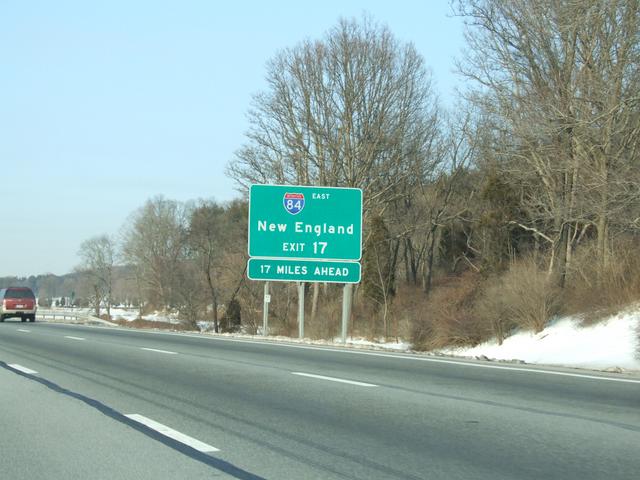 84 EAST
New England
EXIT 17
17 MILES AHEAD